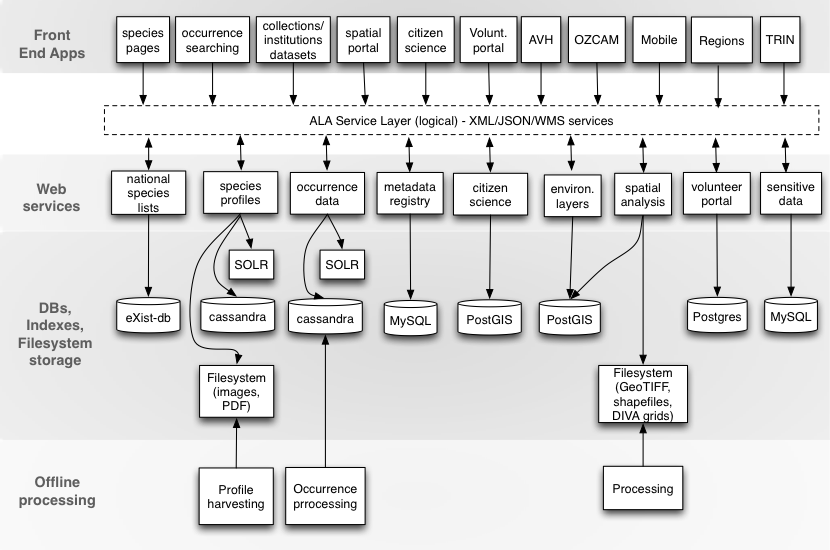 Front
End Apps
species
pages
occurrence
searching
collections/
institutions
datasets
spatial
portal
citizen
science
Volunt.
portal
AVH
OZCAM
Mobile
Regions
TRIN
ALA Service Layer (logical) - XML/JSON/WMS services
Web
services
national
species
lists
species
profiles
occurrence
data
metadata
registry
citizen
science
environ.
layers
spatial
analysis
volunteer
portal
sensitive
data
DBs,
Indexes,
Filesystem
storage
SOLR
SOLR
eXist-db
cassandra
cassandra
MySQL
PostGIS
PostGIS
Postgres
MySQL
Filesystem
(images,
PDF)
Filesystem
(GeoTIFF,
shapefiles,
DIVA grids)
Offline
processing
Profile
harvesting
Occurrence
prrocessing
Processing